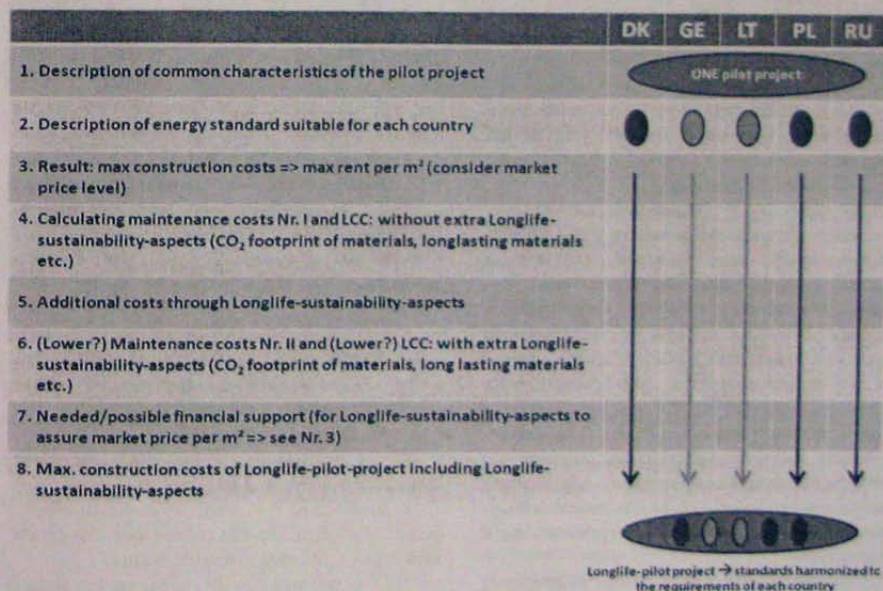 DK GE LT PL RU
1. Description of common characteristics of the pilot project
ONE pilot project
2. Description of energy standard suitable for each country
3. Result: max construction costs => max rent per m² (consider market
price level)
4. Calculating maintenance costs Nr. I and LCC: without extra Longlife-
sustainability-aspects (CO₂ footprint of materials, longlasting materials
etc.)
5. Additional costs through Longlife-sustainability-aspects
6. (Lower?) Maintenance costs Nr. II and (Lower?) LCC: with extra Longlife-
sustainability-aspects (CO₂ footprint of materials, long lasting materials
etc.)
7. Needed/possible financial support (for Longlife-sustainability-aspects to
assure market price per m² => see Nr. 3)
8. Max. construction costs of Longlife-pilot-project including Longlife-
sustainability-aspects
Longlife-pilot project → standards harmonized to
the requirements of each country